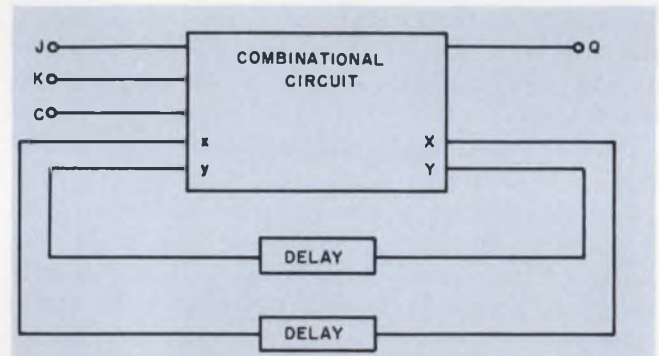 J
COMBINATIONAL
CIRCUIT
Q
K
C
x
X
y
Y
DELAY
DELAY